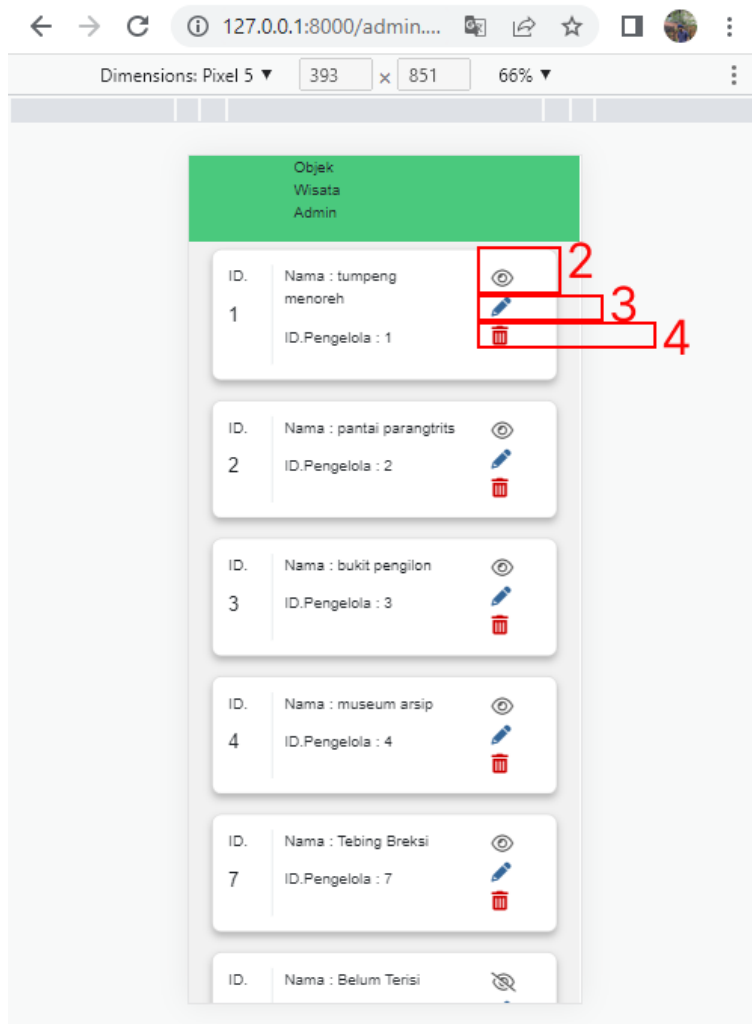 127.0.0.1:8000/admin....
Dimensions: Pixel 5 ▼ 393 × 851 66% ▼
Objek
Wisata
Admin
ID.
1
Nama : tumpeng
menoreh
ID.Pengelola : 1
2
3
4
ID.
2
Nama : pantai parangtrits
ID.Pengelola : 2
ID.
3
Nama : bukit pengilon
ID.Pengelola : 3
ID.
4
Nama : museum arsip
ID.Pengelola : 4
ID.
7
Nama : Tebing Breksi
ID.Pengelola : 7
ID.
Nama : Belum Terisi